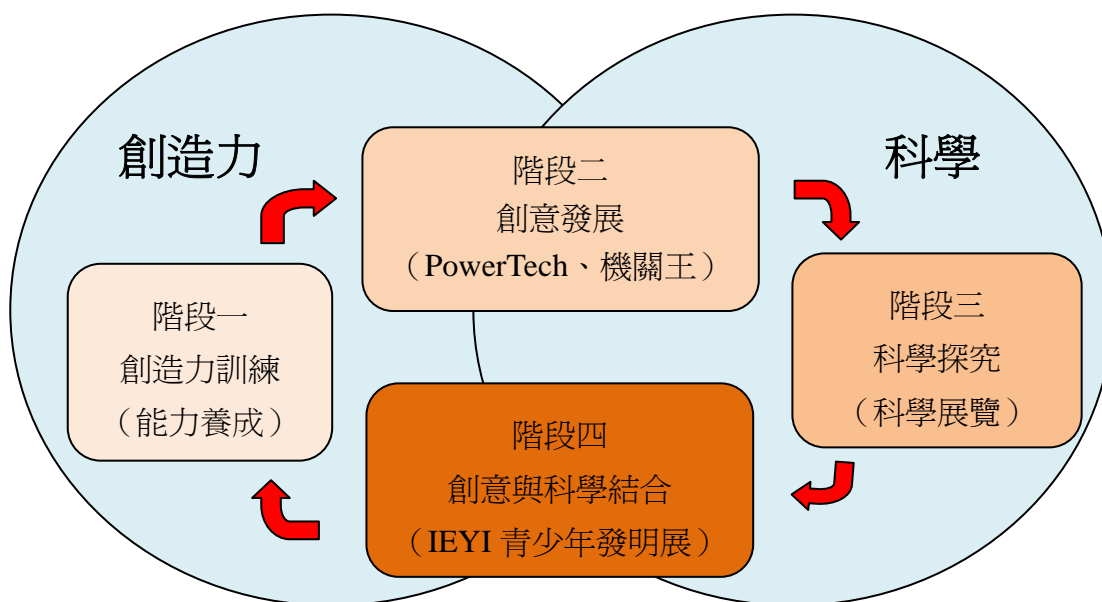 創造力
科學
階段一
創造力訓練
（能力養成）
階段二
創意發展
（PowerTech、機關王）
階段三
科學探究
（科學展覽）
階段四
創意與科學結合
（IEYI 青少年發明展）